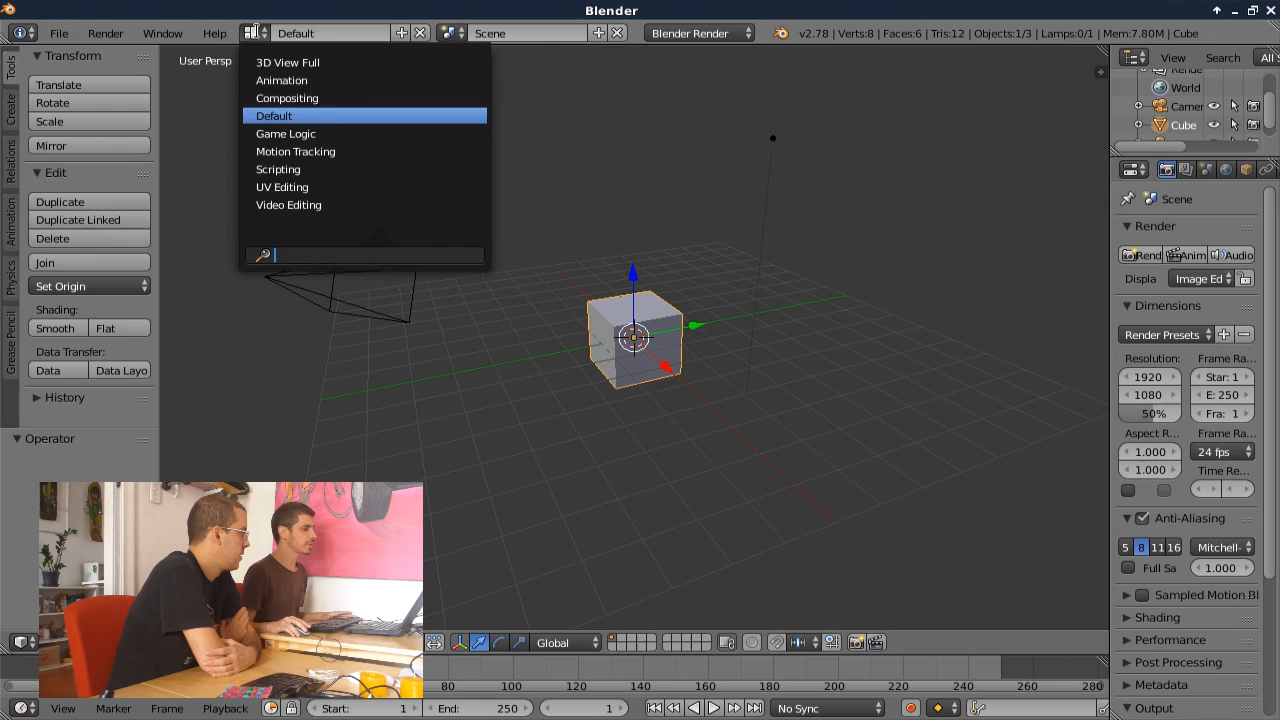 Blender
File Render Window Help Default Scene Blender Render v2.78 | Verts:8 | Faces:6 | Tris:12 | Objects:1/3 | Lamps:0/1 | Mem:7.80M | Cube
Tools
Create
Relations
Animation
Physics
Grease Pencil
Transform
Translate
Rotate
Scale
Mirror
Edit
Duplicate
Duplicate Linked
Delete
Join
Set Origin
Shading:
Smooth Flat
Data Transfer:
Data Data Layo
History
Operator
User Persp
3D View Full
Animation
Compositing
Default
Game Logic
Motion Tracking
Scripting
UV Editing
Video Editing
View Search All S
World
Camer
Cube
Scene
Render
Rend Anim Audio
Displa Image Ed
Dimensions
Render Presets
Resolution: Frame Ra...
1920 Start: 1
1080 E: 250
50% Fra: 1
Aspect R... Frame Ra...
1.000 24 fps
1.000 Time Re...
Anti-Aliasing
5 8 11 16 Mitchell-
Full Sa 1.000
Sampled Motion Bl
Shading
Performance
Post Processing
Metadata
Output
Global
80 100 120 140 160 180 200 220 240 260 280
View Marker Frame Playback Start: 1 End: 250 1 No Sync